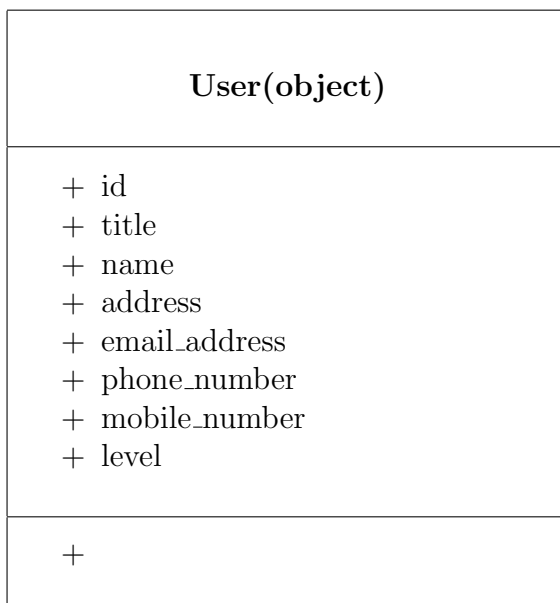 User(object)
+ id
+ title
+ name
+ address
+ email_address
+ phone_number
+ mobile_number
+ level
+